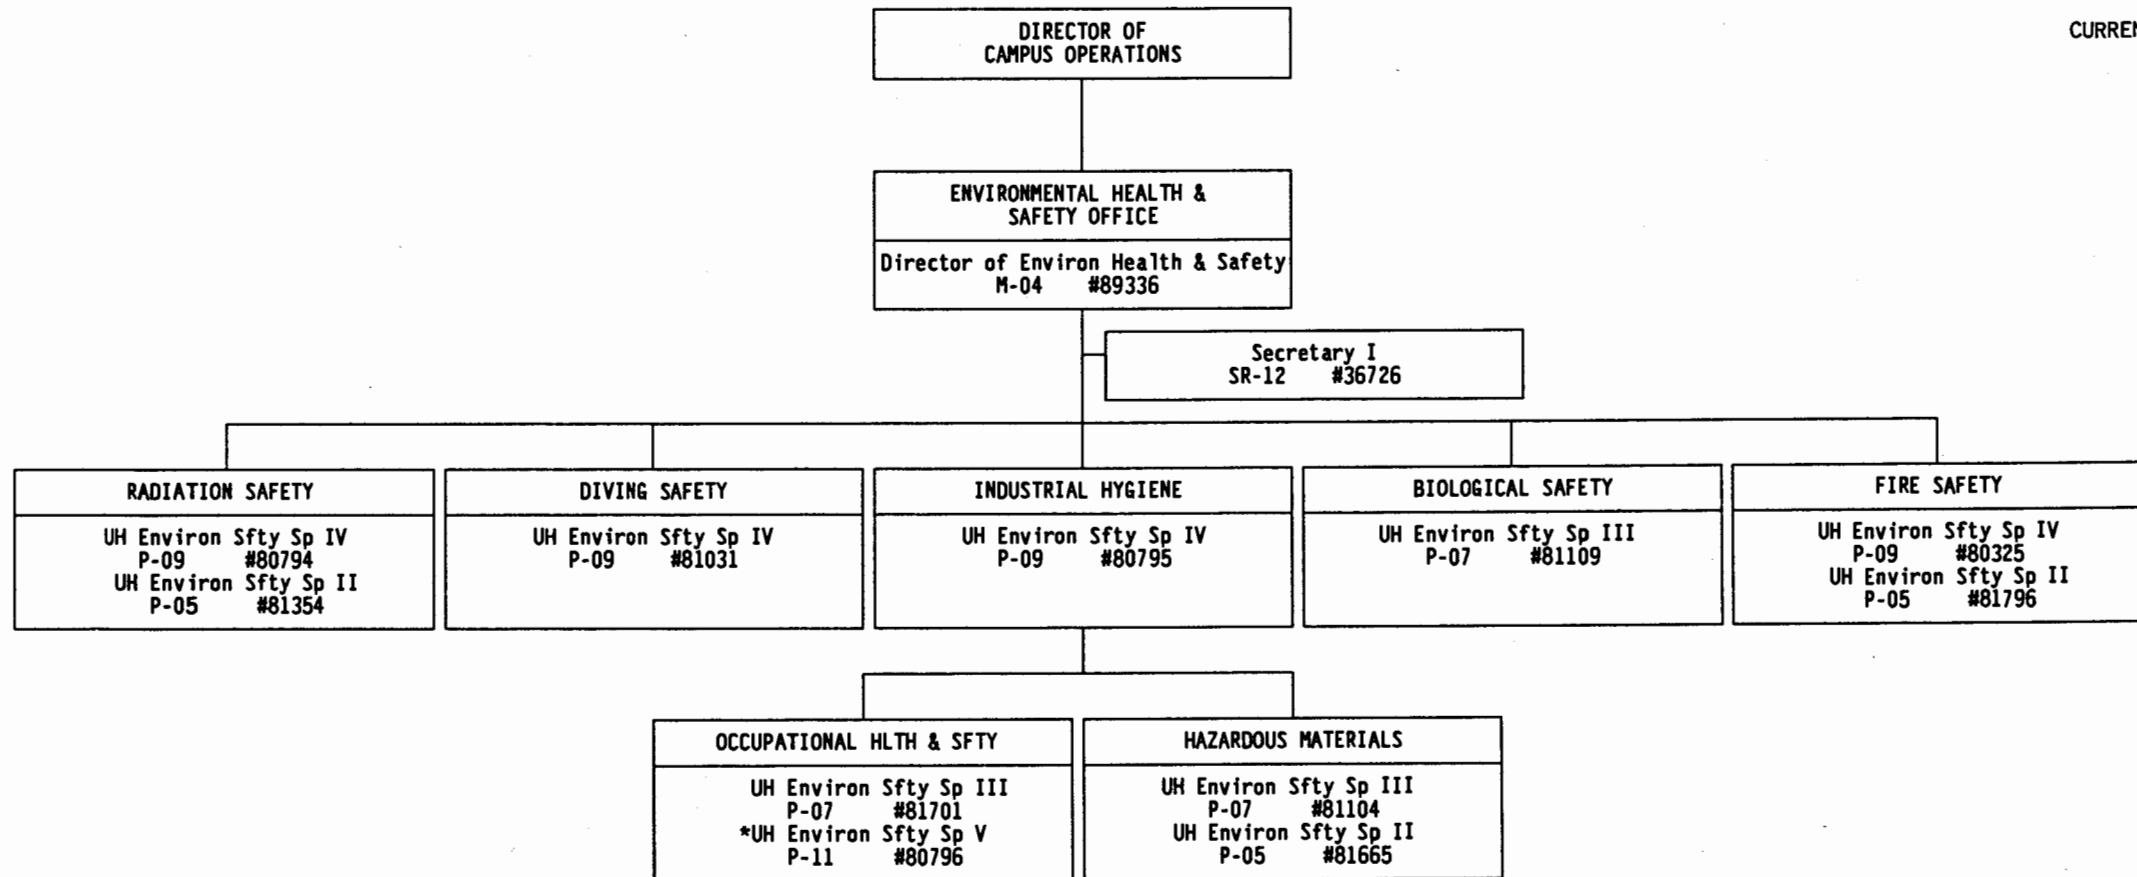 CURREN
DIRECTOR OF
CAMPUS OPERATIONS
ENVIRONMENTAL HEALTH &
SAFETY OFFICE
Director of Environ Health & Safety
M-04 #89336
Secretary I
SR-12 #36726
RADIATION SAFETY
UH Environ Sfty Sp IV
P-09 #80794
UH Environ Sfty Sp II
P-05 #81354
DIVING SAFETY
UH Environ Sfty Sp IV
P-09 #81031
INDUSTRIAL HYGIENE
UH Environ Sfty Sp IV
P-09 #80795
BIOLOGICAL SAFETY
UH Environ Sfty Sp III
P-07 #81109
FIRE SAFETY
UH Environ Sfty Sp IV
P-09 #80325
UH Environ Sfty Sp II
P-05 #81796
OCCUPATIONAL HLTH & SFTY
UH Environ Sfty Sp III
P-07 #81701
*UH Environ Sfty Sp V
P-11 #80796
HAZARDOUS MATERIALS
UH Environ Sfty Sp III
P-07 #81104
UH Environ Sfty Sp II
P-05 #81665